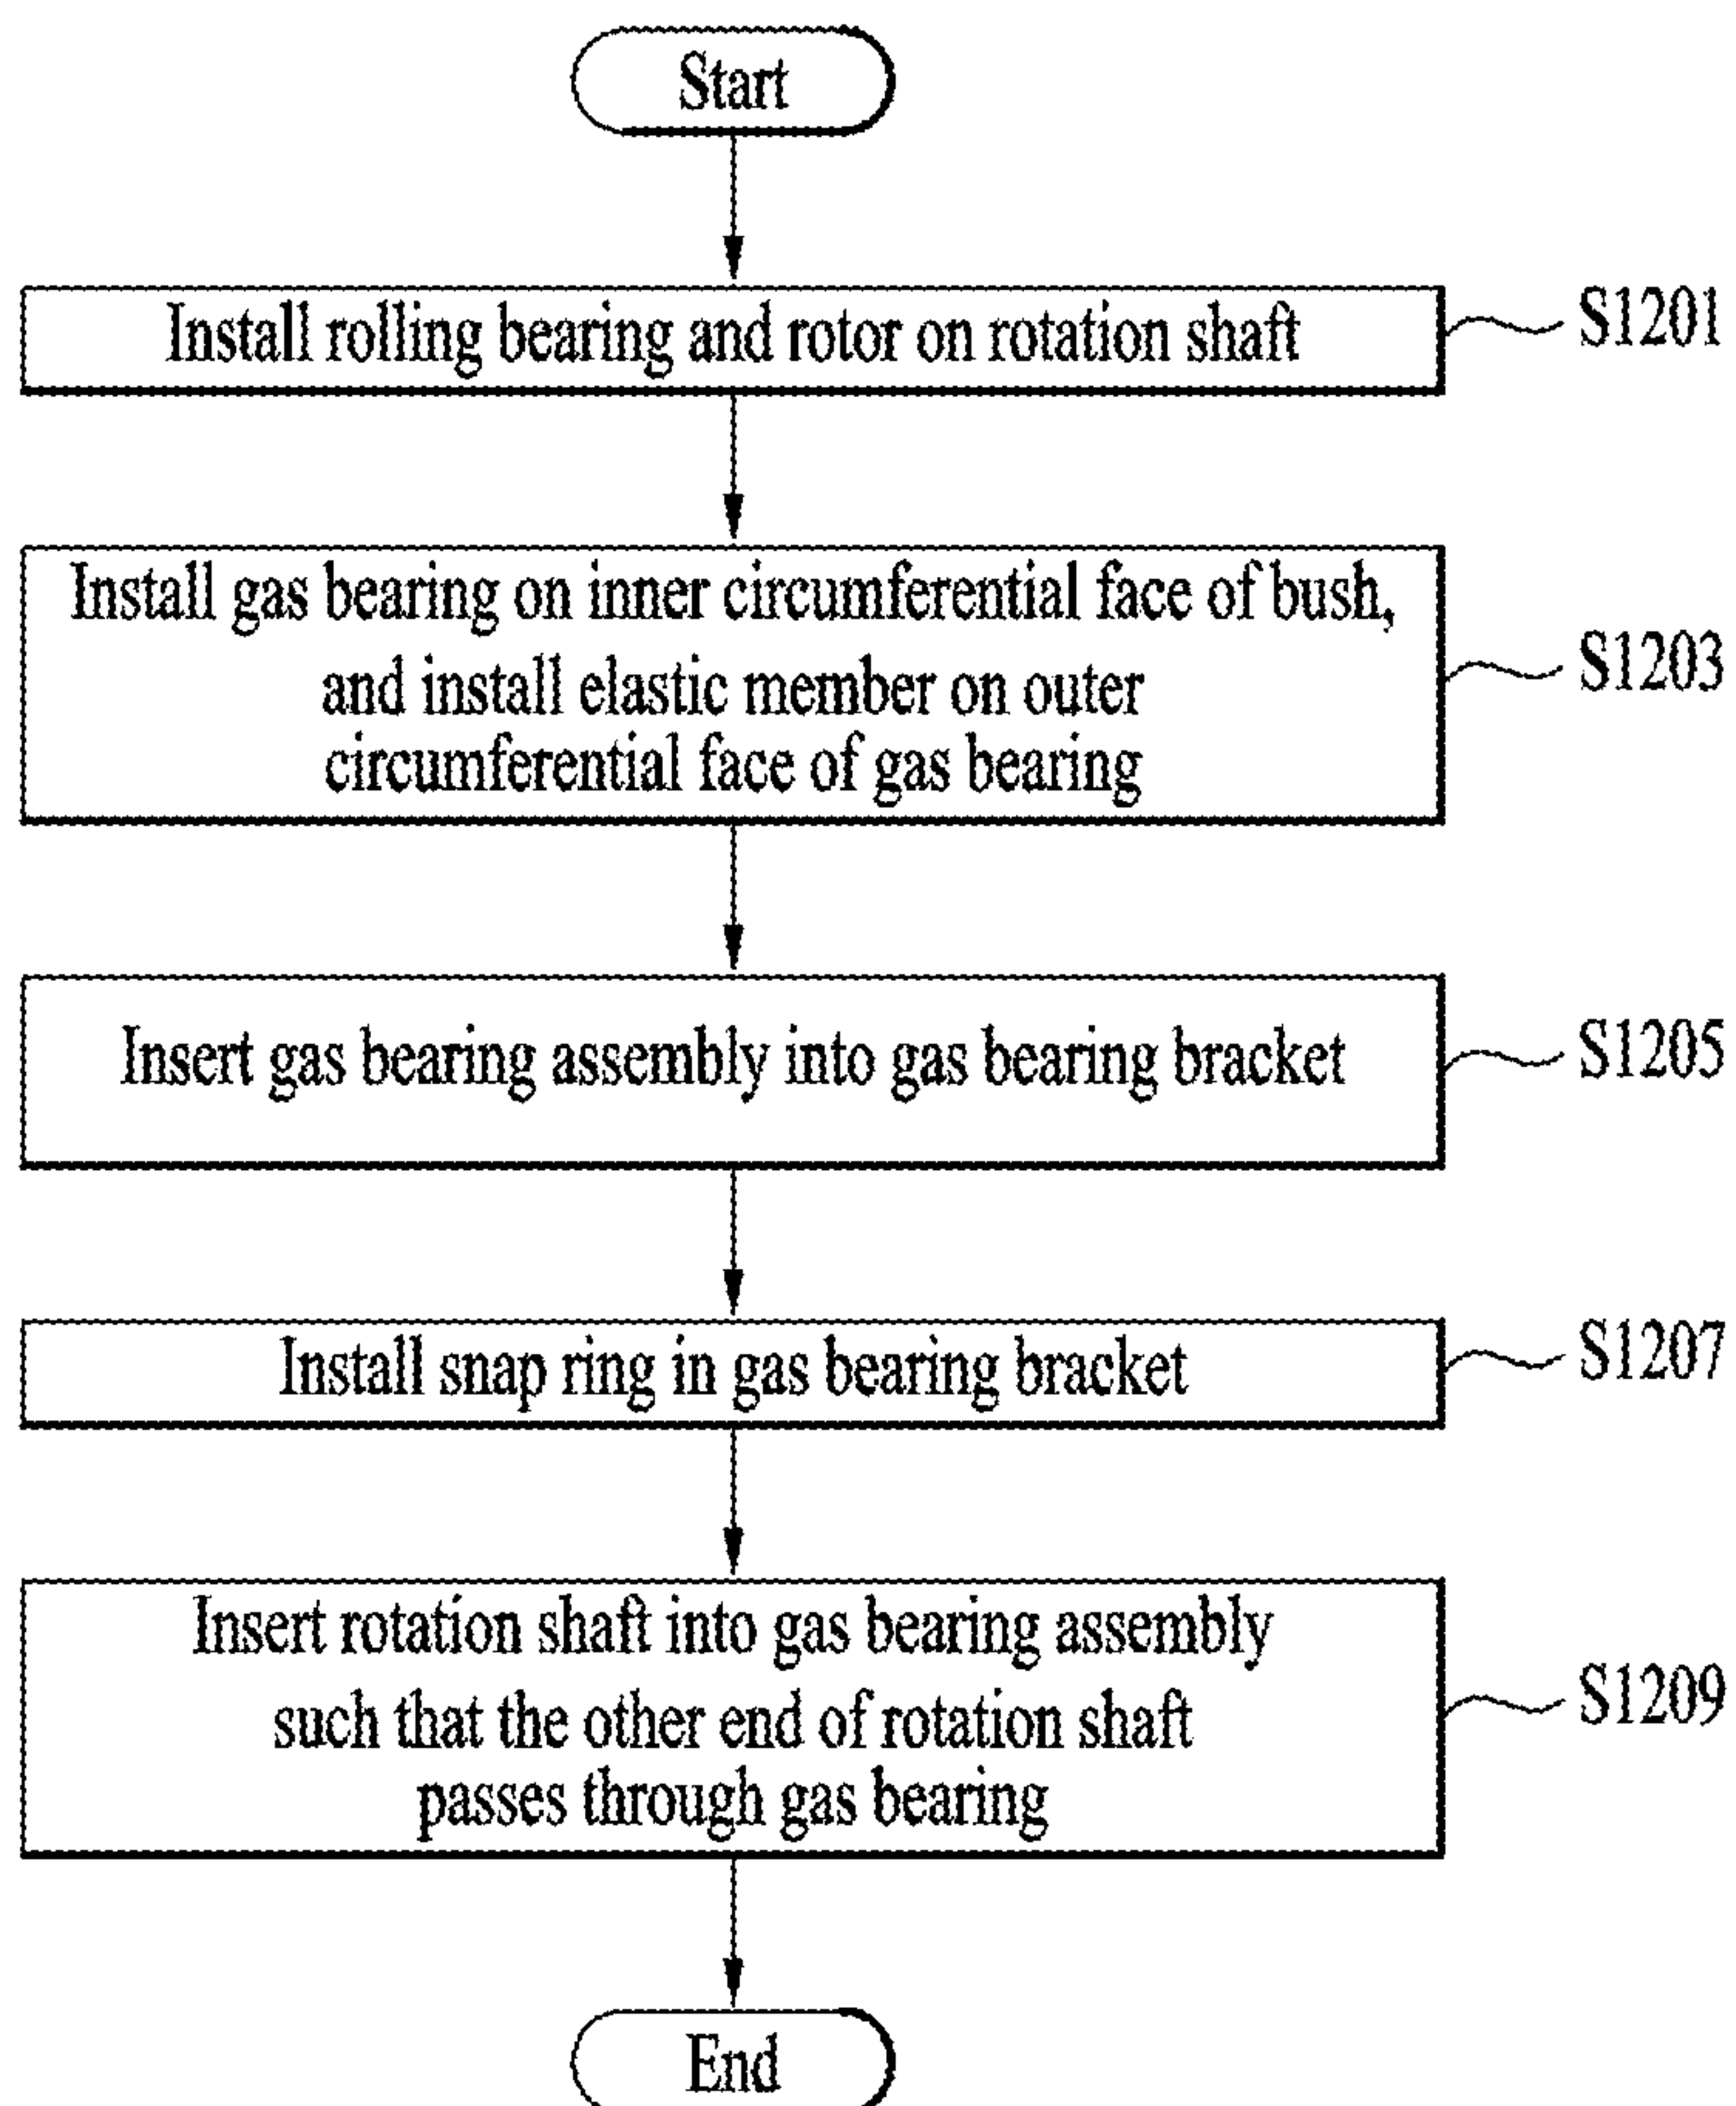 Start
Install rolling bearing and rotor on rotation shaft
S1201
Install gas bearing on inner circumferential face of bush,
and install elastic member on outer
circumferential face of gas bearing
S1203
Insert gas bearing assembly into gas bearing bracket
S1205
Install snap ring in gas bearing bracket
S1207
Insert rotation shaft into gas bearing assembly
such that the other end of rotation shaft
passes through gas bearing
S1209
End